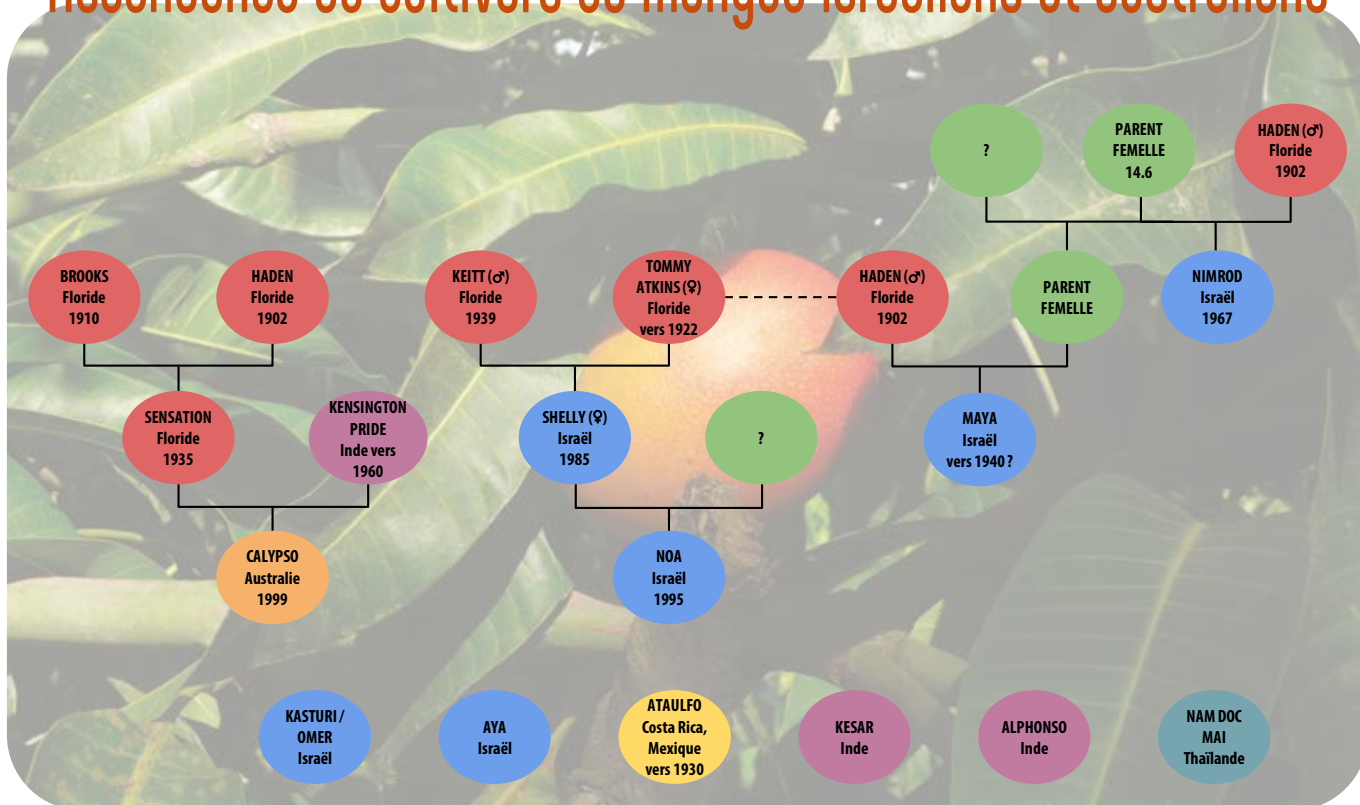 ?
PARENT
FEMELLE
14.6
HADEN (♂)
Floride
1902
BROOKS
Floride
1910
HADEN
Floride
1902
KEITT (♂)
Floride
1939
TOMMY
ATKINS (♀)
Floride
vers 1922
HADEN (♂)
Floride
1902
PARENT
FEMELLE
NIMROD
Israël
1967
SENSATION
Floride
1935
KENSINGTON
PRIDE
Inde vers
1960
SHELLY (♀)
Israël
1985
?
MAYA
Israël
vers 1940 ?
CALYPSO
Australie
1999
NOA
Israël
1995
KASTURI /
OMER
Israël
AYA
Israël
ATAULFO
Costa Rica,
Mexique
vers 1930
KESAR
Inde
ALPHONSO
Inde
NAM DOC
MAI
Thaïlande